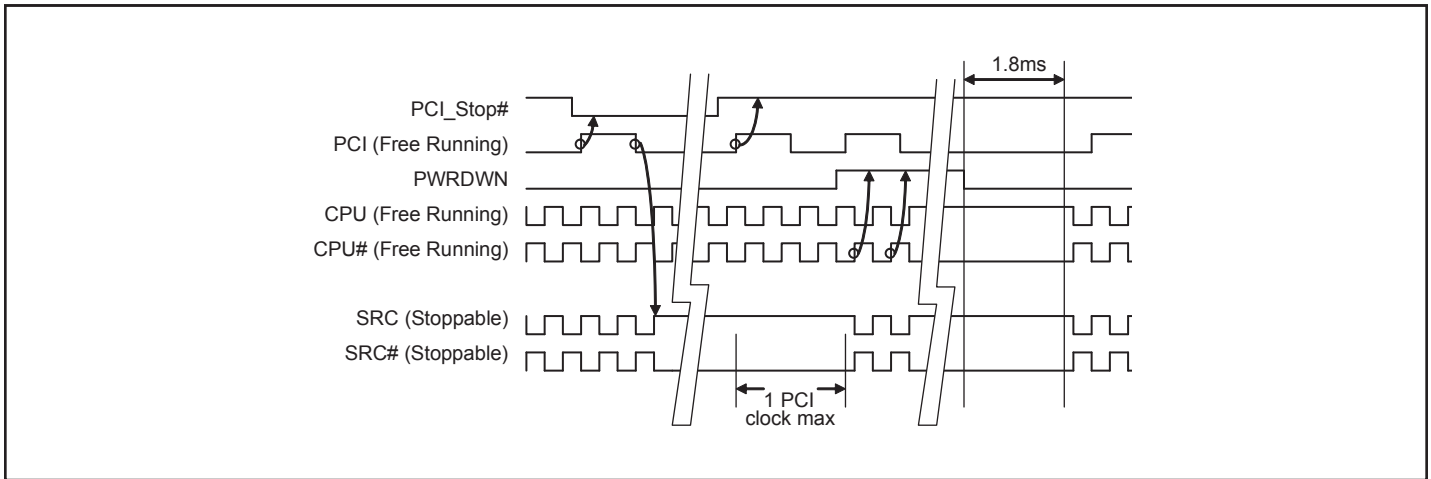 1.8ms
PCI_Stop#
PCI (Free Running)
PWRDWN
CPU (Free Running)
CPU# (Free Running)
SRC (Stoppable)
SRC# (Stoppable)
1 PCI
clock max